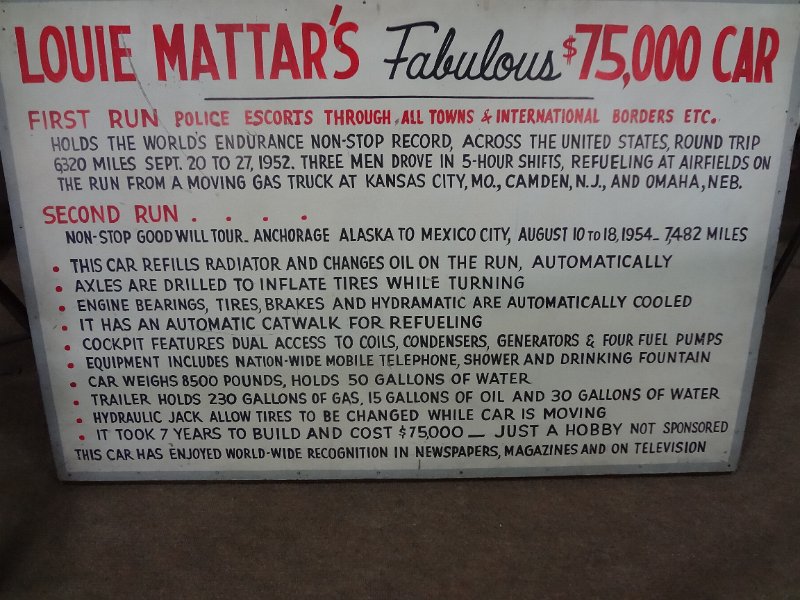 LOUIE MATTAR'S Fabulous $75,000 CAR
FIRST RUN POLICE ESCORTS THROUGH ALL TOWNS & INTERNATIONAL BORDERS ETC.
HOLDS THE WORLD'S ENDURANCE NON-STOP RECORD, ACROSS THE UNITED STATES, ROUND TRIP
6320 MILES SEPT. 20 TO 27, 1952. THREE MEN DROVE IN 5-HOUR SHIFTS, REFUELING AT AIRFIELDS ON
THE RUN FROM A MOVING GAS TRUCK AT KANSAS CITY, MO., CAMDEN, N.J., AND OMAHA, NEB.
SECOND RUN . . . .
NON-STOP GOOD WILL TOUR - ANCHORAGE ALASKA TO MEXICO CITY, AUGUST 10 TO 18, 1954 - 7,482 MILES
• THIS CAR REFILLS RADIATOR AND CHANGES OIL ON THE RUN, AUTOMATICALLY
• AXLES ARE DRILLED TO INFLATE TIRES WHILE TURNING
• ENGINE BEARINGS, TIRES, BRAKES AND HYDRAMATIC ARE AUTOMATICALLY COOLED
• IT HAS AN AUTOMATIC CATWALK FOR REFUELING
• COCKPIT FEATURES DUAL ACCESS TO COILS, CONDENSERS, GENERATORS & FOUR FUEL PUMPS
• EQUIPMENT INCLUDES NATION-WIDE MOBILE TELEPHONE, SHOWER AND DRINKING FOUNTAIN
• CAR WEIGHS 8500 POUNDS, HOLDS 50 GALLONS OF WATER
• TRAILER HOLDS 230 GALLONS OF GAS, 15 GALLONS OF OIL AND 30 GALLONS OF WATER
• HYDRAULIC JACK ALLOW TIRES TO BE CHANGED WHILE CAR IS MOVING
• IT TOOK 7 YEARS TO BUILD AND COST $75,000 — JUST A HOBBY NOT SPONSORED
THIS CAR HAS ENJOYED WORLD-WIDE RECOGNITION IN NEWSPAPERS, MAGAZINES AND ON TELEVISION